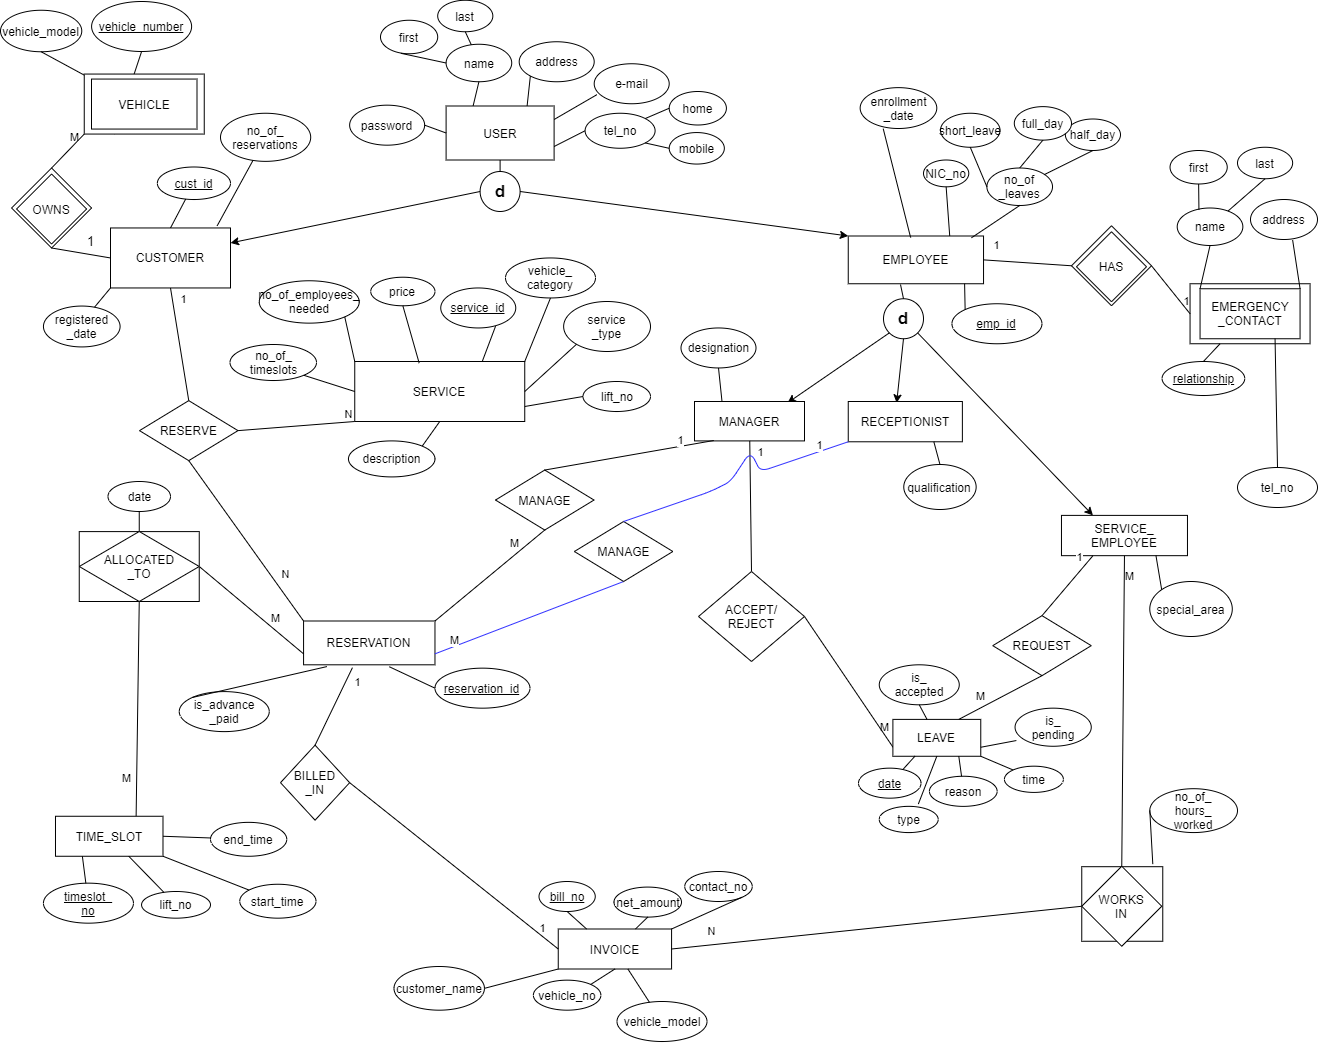 vehicle_model
vehicle_number
VEHICLE
M
OWNS
1
no_of_
reservations
cust_id
CUSTOMER
registered
_date
1
last
first
name
address
e-mail
password
USER
tel_no
home
mobile
d
enrollment
_date
short_leave
full_day
half_day
NIC_no
no_of
_leaves
EMPLOYEE
1
HAS
first
last
name
address
1
EMERGENCY
_CONTACT
relationship
tel_no
emp_id
d
no_of_employees_
needed
price
service_id
vehicle_
category
service
_type
no_of_
timeslots
SERVICE
lift_no
N
description
RESERVE
designation
MANAGER
RECEPTIONIST
qualification
1
1
1
MANAGE
M
MANAGE
M
date
ALLOCATED
_TO
M
N
RESERVATION
is_advance
_paid
reservation_id
1
BILLED
_IN
M
TIME_SLOT
end_time
timeslot_
no
lift_no
start_time
ACCEPT/
REJECT
SERVICE_
EMPLOYEE
1
M
special_area
REQUEST
M
is_
accepted
M
LEAVE
is_
pending
date
type
reason
time
no_of_
hours_
worked
WORKS
IN
N
1
bill_no
net_amount
contact_no
INVOICE
customer_name
vehicle_no
vehicle_model